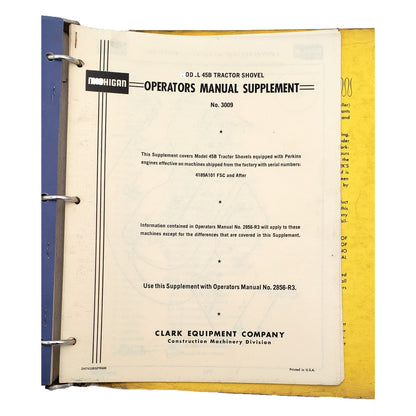 MICHIGAN
45B TRACTOR SHOVEL
OPERATORS MANUAL SUPPLEMENT
No. 3009
This Supplement covers Model 45B Tractor Shovels equipped with Perkins
engines effective on machines shipped from the factory with serial numbers:
4189A101 FSC and After
Information contained in Operators Manual No. 2856-R3 will apply to these
machines except for the differences that are covered in this Supplement.
Use this Supplement with Operators Manual No. 2856-R3.
CLARK EQUIPMENT COMPANY
Construction Machinery Division
Printed in U.S.A.